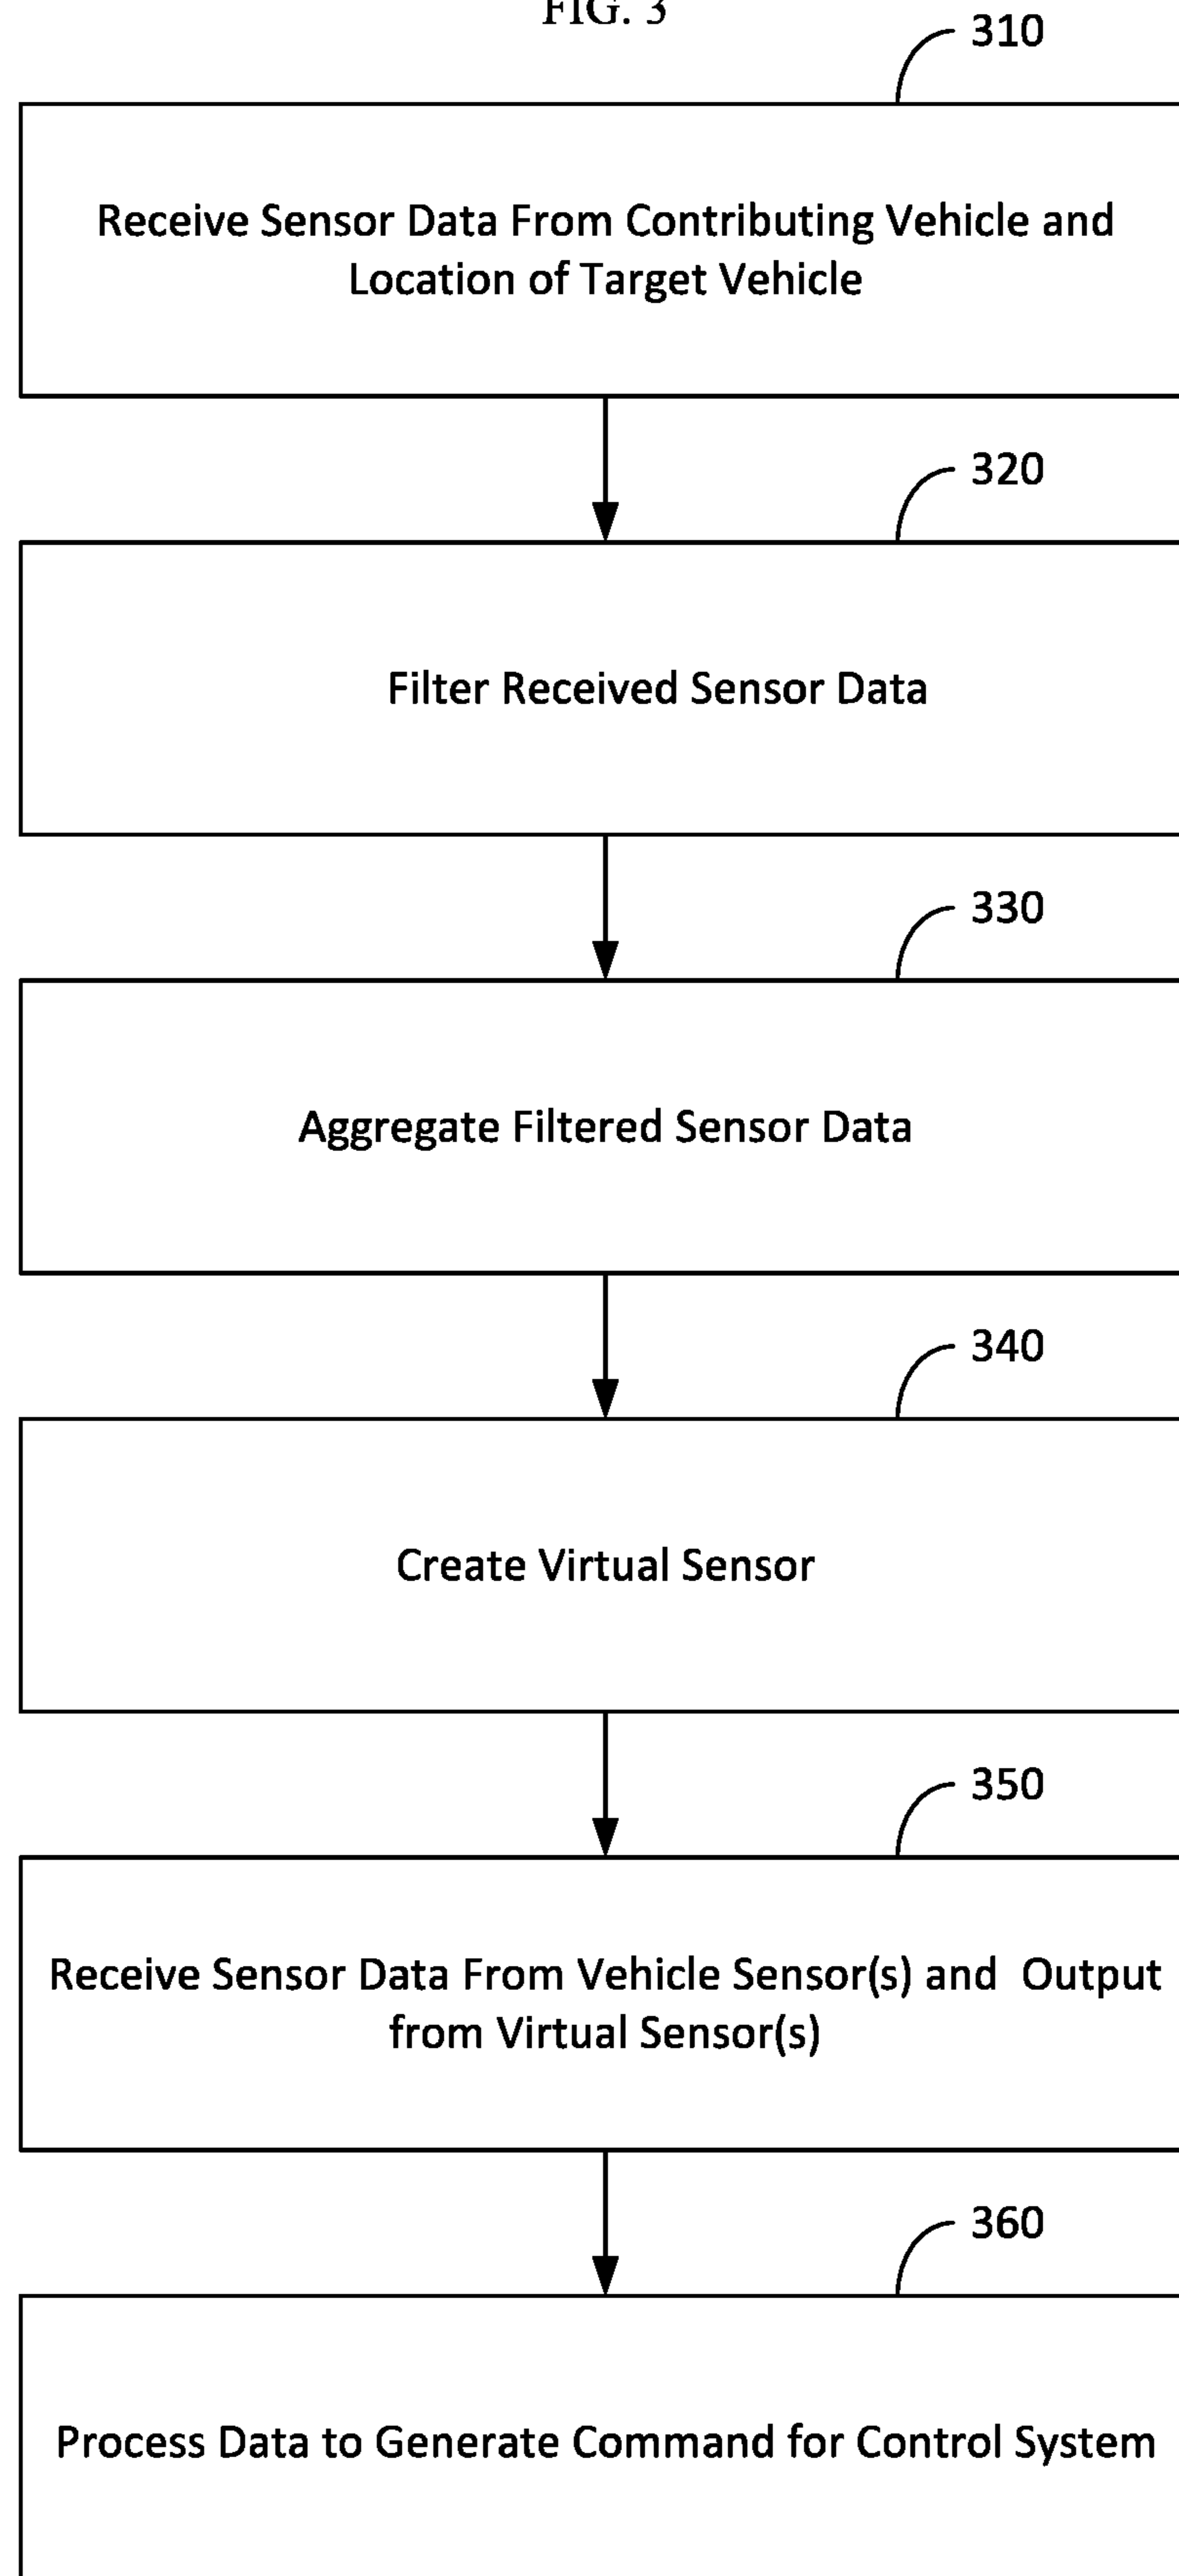 FIG. 3
310
Receive Sensor Data From Contributing Vehicle and
Location of Target Vehicle
320
Filter Received Sensor Data
330
Aggregate Filtered Sensor Data
340
Create Virtual Sensor
350
Receive Sensor Data From Vehicle Sensor(s) and Output
from Virtual Sensor(s)
360
Process Data to Generate Command for Control System